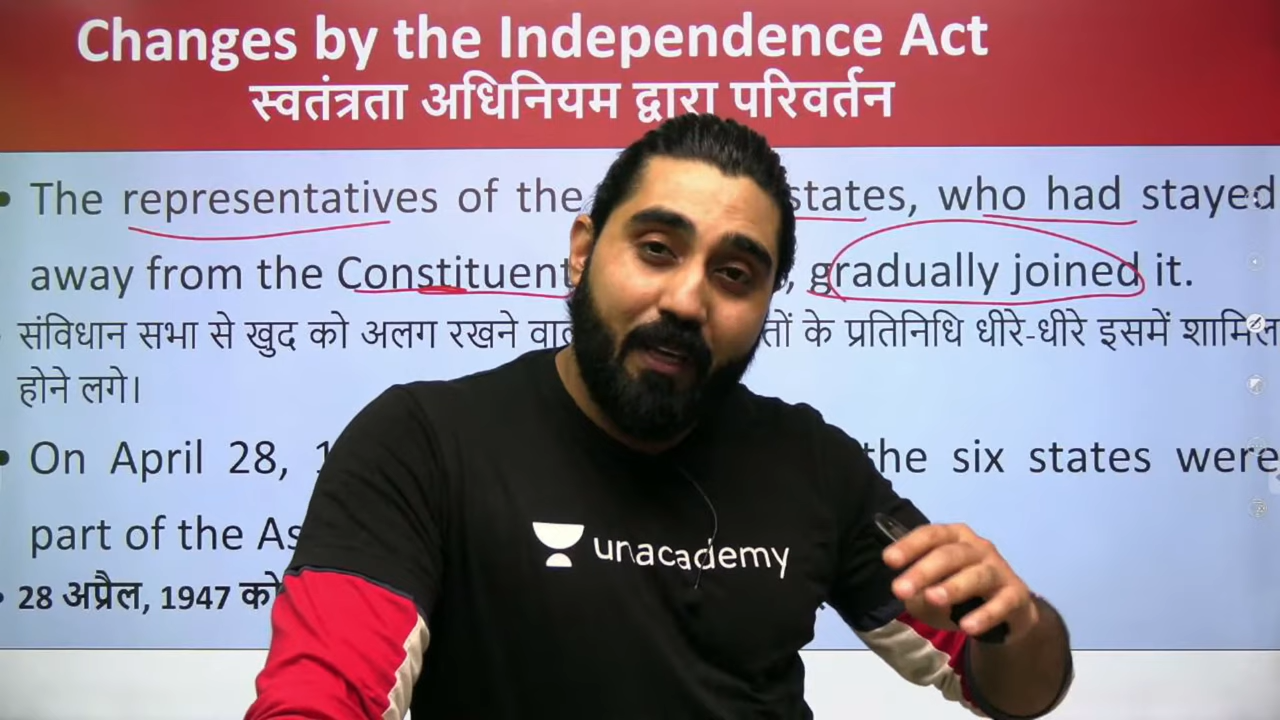 Changes by the Independence Act
स्वतंत्रता अधिनियम द्वारा परिवर्तन
The representatives of the states, who had stayed
away from the Constituent , gradually joined it.
संविधान सभा से खुद को अलग रखने के प्रतिनिधि धीरे-धीरे इसमें शामिल
होने लगे।
On April 28, the six states were
part of the
28 अप्रैल, 1947 को
unacademy